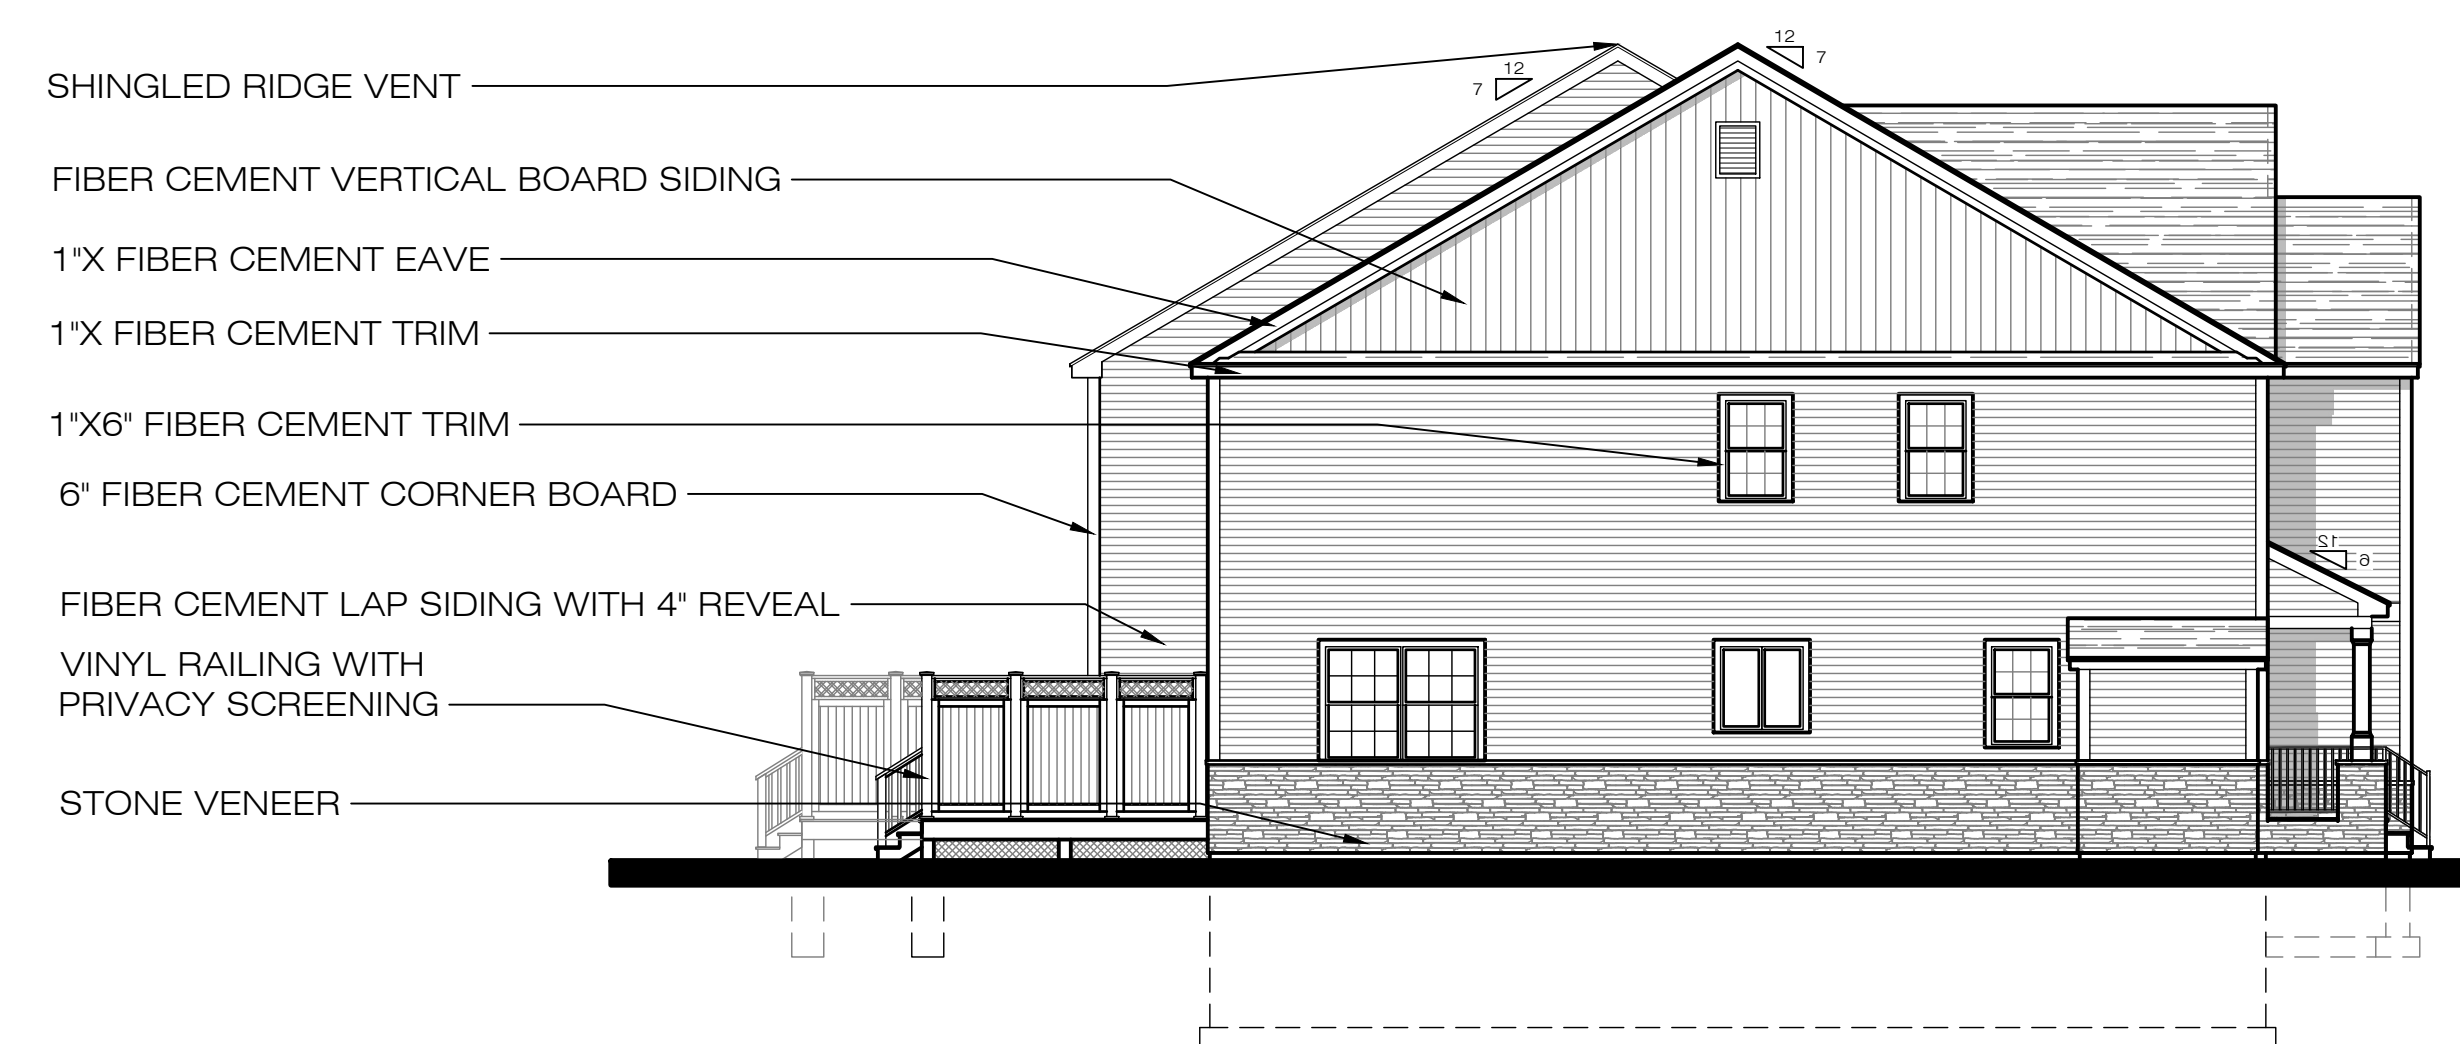 12
7
12
7
SHINGLED RIDGE VENT
FIBER CEMENT VERTICAL BOARD SIDING
1"X FIBER CEMENT EAVE
1"X FIBER CEMENT TRIM
1"X6" FIBER CEMENT TRIM
6" FIBER CEMENT CORNER BOARD
12
6
FIBER CEMENT LAP SIDING WITH 4" REVEAL
VINYL RAILING WITH
PRIVACY SCREENING
STONE VENEER